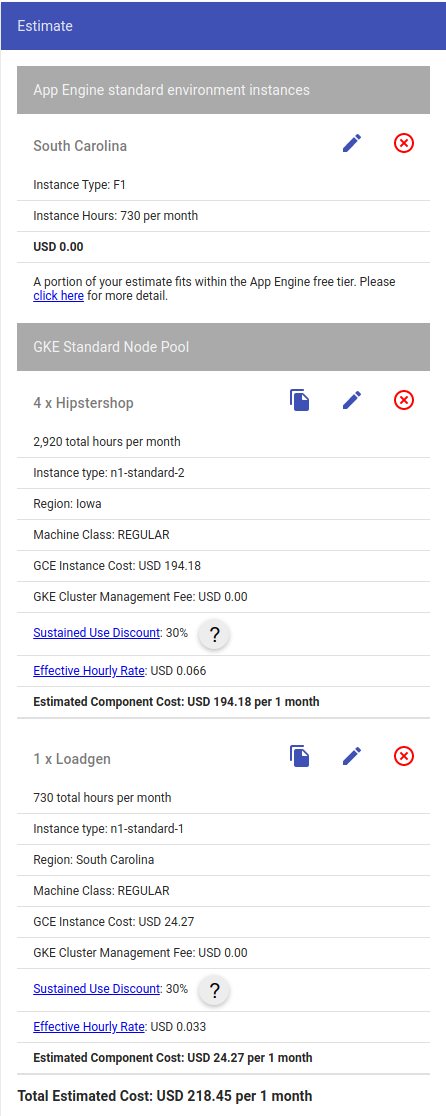 Estimate
App Engine standard environment instances
South Carolina
Instance Type: F1
Instance Hours: 730 per month
USD 0.00
A portion of your estimate fits within the App Engine free tier. Please
click here for more detail.
GKE Standard Node Pool
4 x Hipstershop
2,920 total hours per month
Instance type: n1-standard-2
Region: Iowa
Machine Class: REGULAR
GCE Instance Cost: USD 194.18
GKE Cluster Management Fee: USD 0.00
Sustained Use Discount: 30% ?
Effective Hourly Rate: USD 0.066
Estimated Component Cost: USD 194.18 per 1 month
1 x Loadgen
730 total hours per month
Instance type: n1-standard-1
Region: South Carolina
Machine Class: REGULAR
GCE Instance Cost: USD 24.27
GKE Cluster Management Fee: USD 0.00
Sustained Use Discount: 30% ?
Effective Hourly Rate: USD 0.033
Estimated Component Cost: USD 24.27 per 1 month
Total Estimated Cost: USD 218.45 per 1 month